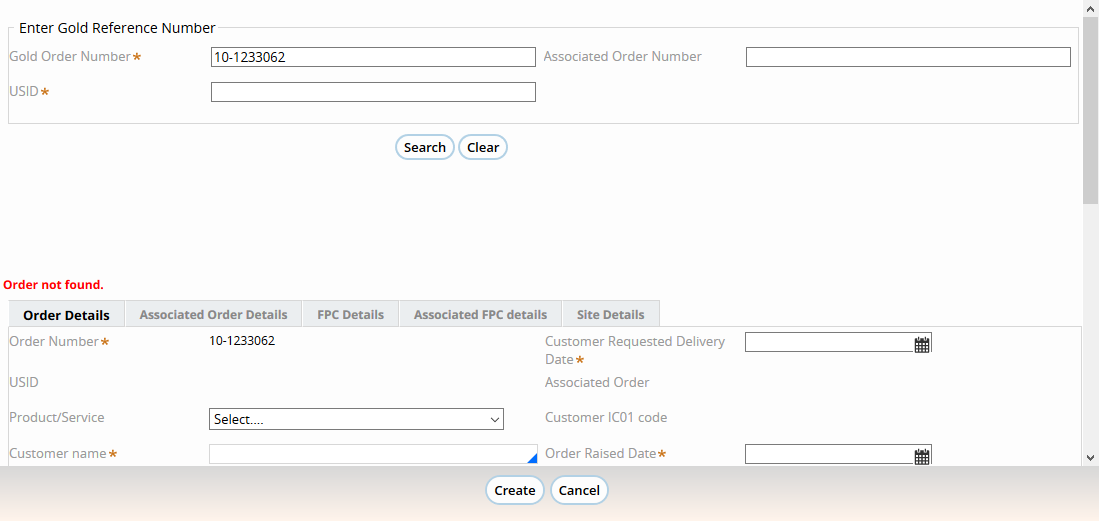 Enter Gold Reference Number
Gold Order Number* 10-1233062 Associated Order Number
USID*
Search Clear
Order not found.
Order Details Associated Order Details FPC Details Associated FPC details Site Details
Order Number* 10-1233062 Customer Requested Delivery
Date*
USID Associated Order
Product/Service Select.... Customer IC01 code
Customer name* Order Raised Date*
Create Cancel